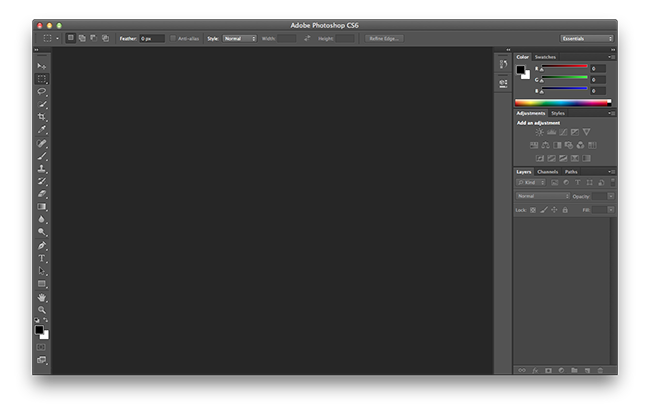 Adobe Photoshop CS6
Feather: 0 px Anti-alias Style: Normal Width: Height: Refine Edge... Essentials
Color Swatches
R 0
G 0
B 0
Adjustments Styles
Add an adjustment
Layers Channels Paths
Kind
Normal Opacity:
Lock: Fill: